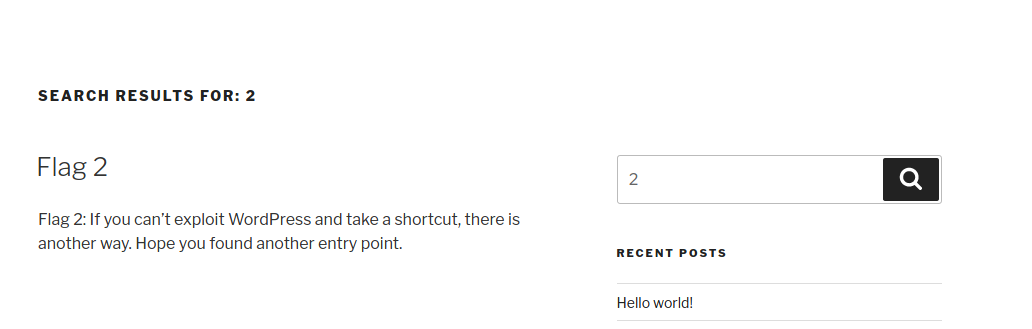 SEARCH RESULTS FOR: 2
Flag 2
Flag 2: If you can’t exploit WordPress and take a shortcut, there is
another way. Hope you found another entry point.
2
RECENT POSTS
Hello world!